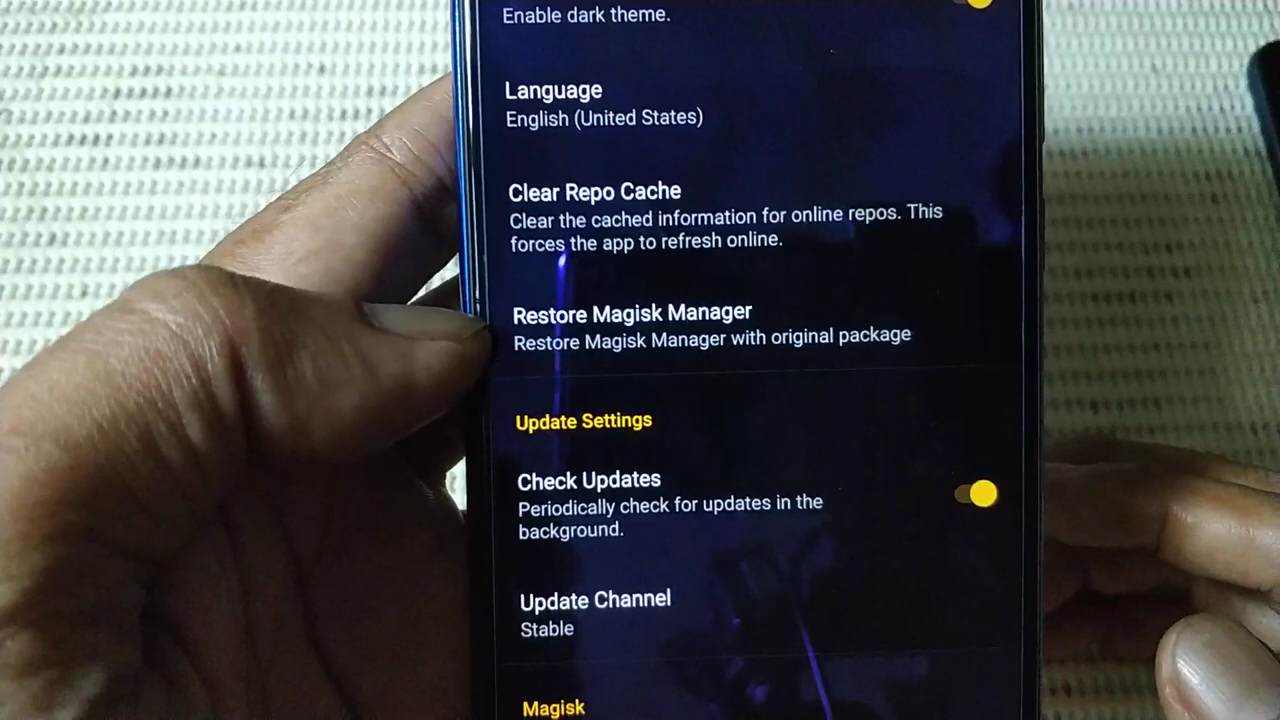 Enable dark theme.
Language
English (United States)
Clear Repo Cache
Clear the cached information for online repos. This
forces the app to refresh online.
Restore Magisk Manager
Restore Magisk Manager with original package
Update Settings
Check Updates
Periodically check for updates in the
background.
Update Channel
Stable
Magisk